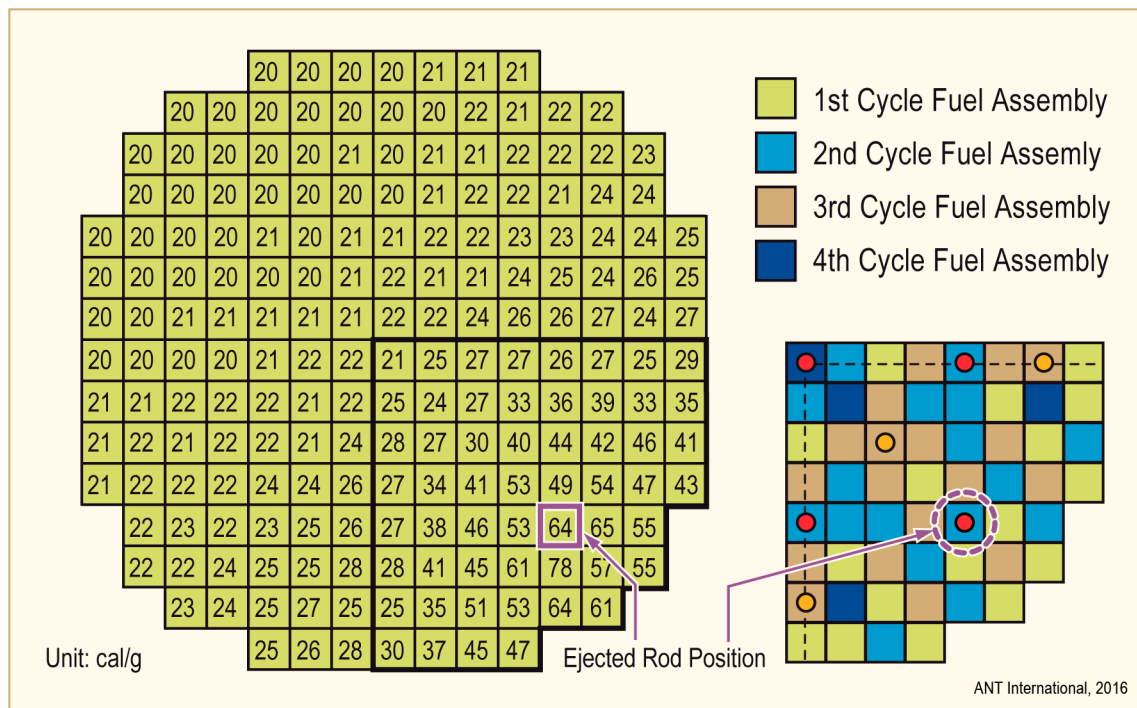 20 20 20 20 21 21 21
20 20 20 20 20 20 22 21 22 22
20 20 20 20 20 21 20 21 21 22 22 22 23
20 20 20 20 20 20 20 21 22 22 21 24 24
20 20 20 20 21 20 21 21 22 22 23 23 24 24 25
20 20 20 20 20 20 21 22 21 21 24 25 24 26 25
20 20 21 21 21 21 21 22 22 24 26 26 27 24 27
20 20 20 20 21 22 22 21 25 27 27 26 27 25 29
21 21 22 22 22 21 22 25 24 27 33 36 39 33 35
21 22 21 22 22 21 24 28 27 30 40 44 42 46 41
21 22 22 22 24 24 26 27 34 41 53 49 54 47 43
22 23 22 23 25 26 27 38 46 53 64 65 55
22 22 24 25 25 28 28 41 45 61 78 57 55
23 24 25 27 25 25 35 51 53 64 61
25 26 28 30 37 45 47
Unit: cal/g
Ejected Rod Position
1st Cycle Fuel Assembly
2nd Cycle Fuel Assemly
3rd Cycle Fuel Assembly
4th Cycle Fuel Assembly
ANT International, 2016